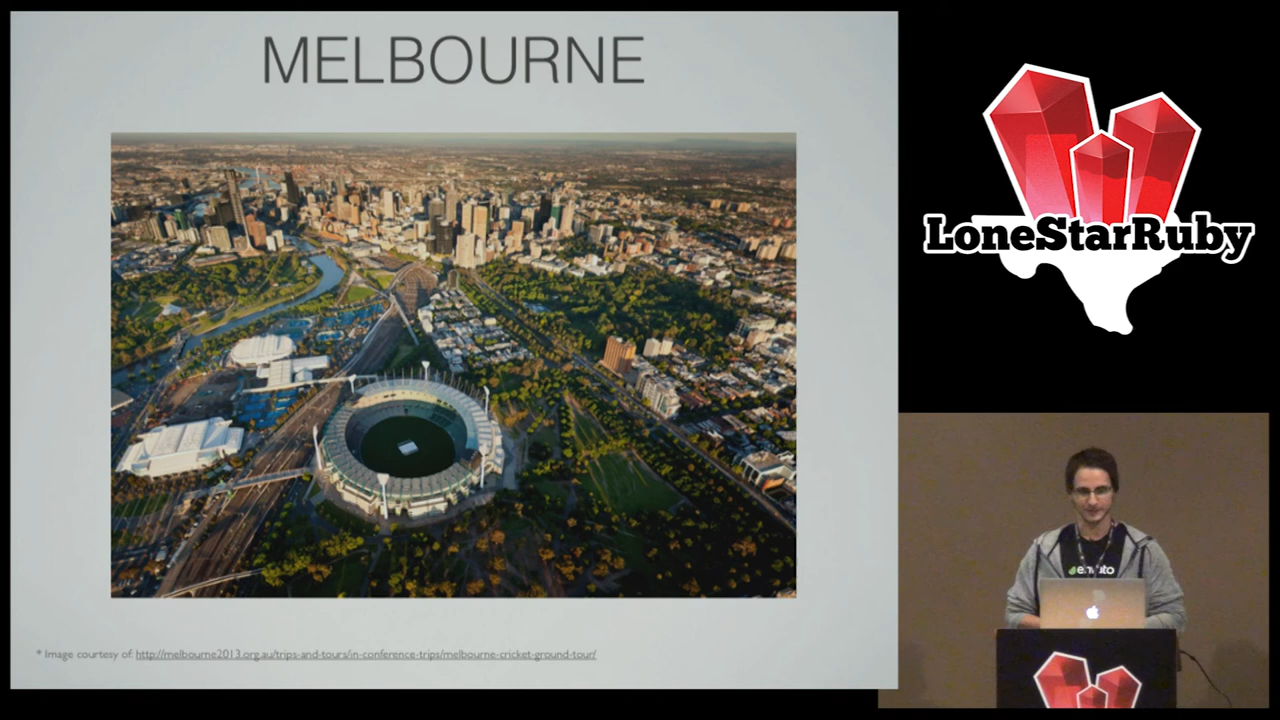 MELBOURNE
* Image courtesy of: http://melbourne2013.org.au/trips-and-tours/in-conference-trips/melbourne-cricket-ground-tour/
LoneStarRuby
envato